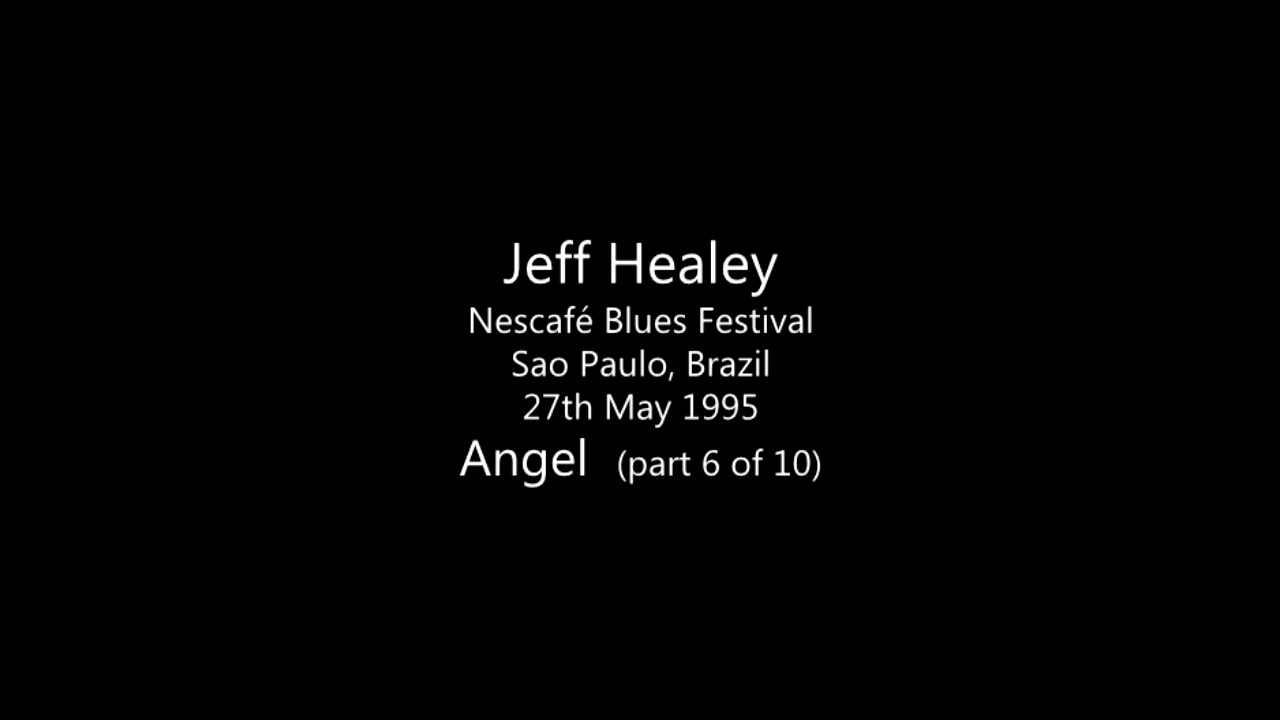 Jeff Healey
Nescafé Blues Festival
Sao Paulo, Brazil
27th May 1995
Angel (part 6 of 10)